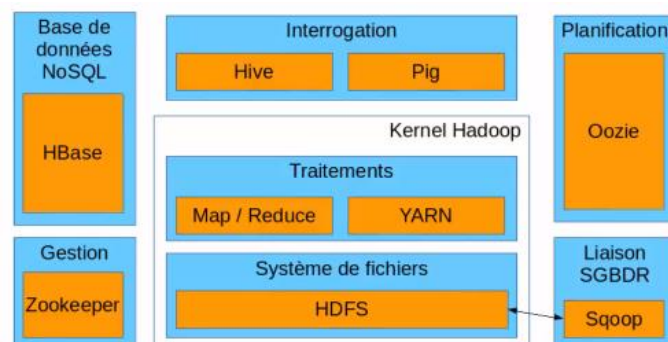 Base de
données
NoSQL
HBase
Gestion
Zookeeper
Interrogation
Hive
Pig
Kernel Hadoop
Traitements
Map / Reduce
YARN
Système de fichiers
HDFS
Planification
Oozie
Liaison
SGBDR
Sqoop